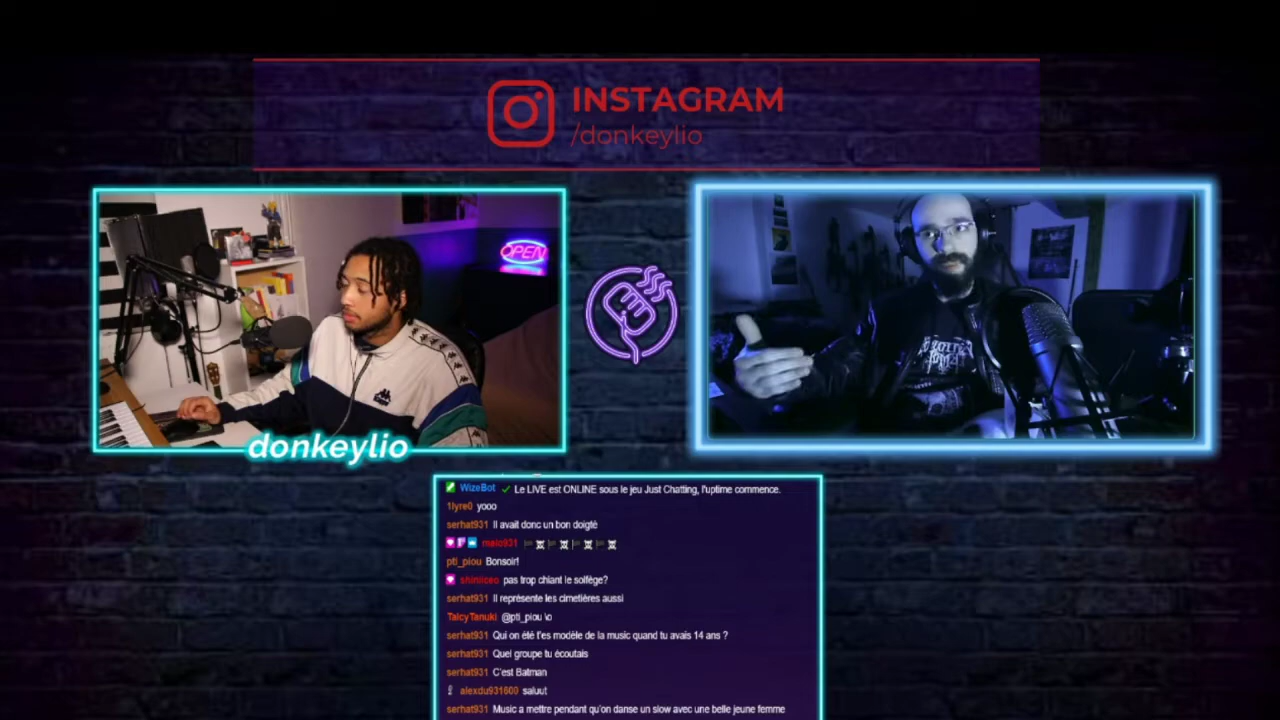 INSTAGRAM
/donkeylio
OPEN
donkeylio
WizeBot Le LIVE est ONLINE sous le jeu Just Chatting, l'uptime commence.
1lyre0 yooo
serhat931 Il avait donc un bon doigté
malo931
pti_piou Bonsoir!
shiniiceo pas trop chiant le solfège?
serhat931 Il représente les cimetières aussi
TalcyTanuki @pti_piou \o
serhat931 Qui on été t'es modèle de la music quand tu avais 14 ans ?
serhat931 Quel groupe tu écoutais
serhat931 C'est Batman
alexdu931600 saluut
serhat931 Music a mettre pendant qu'on danse un slow avec une belle jeune femme